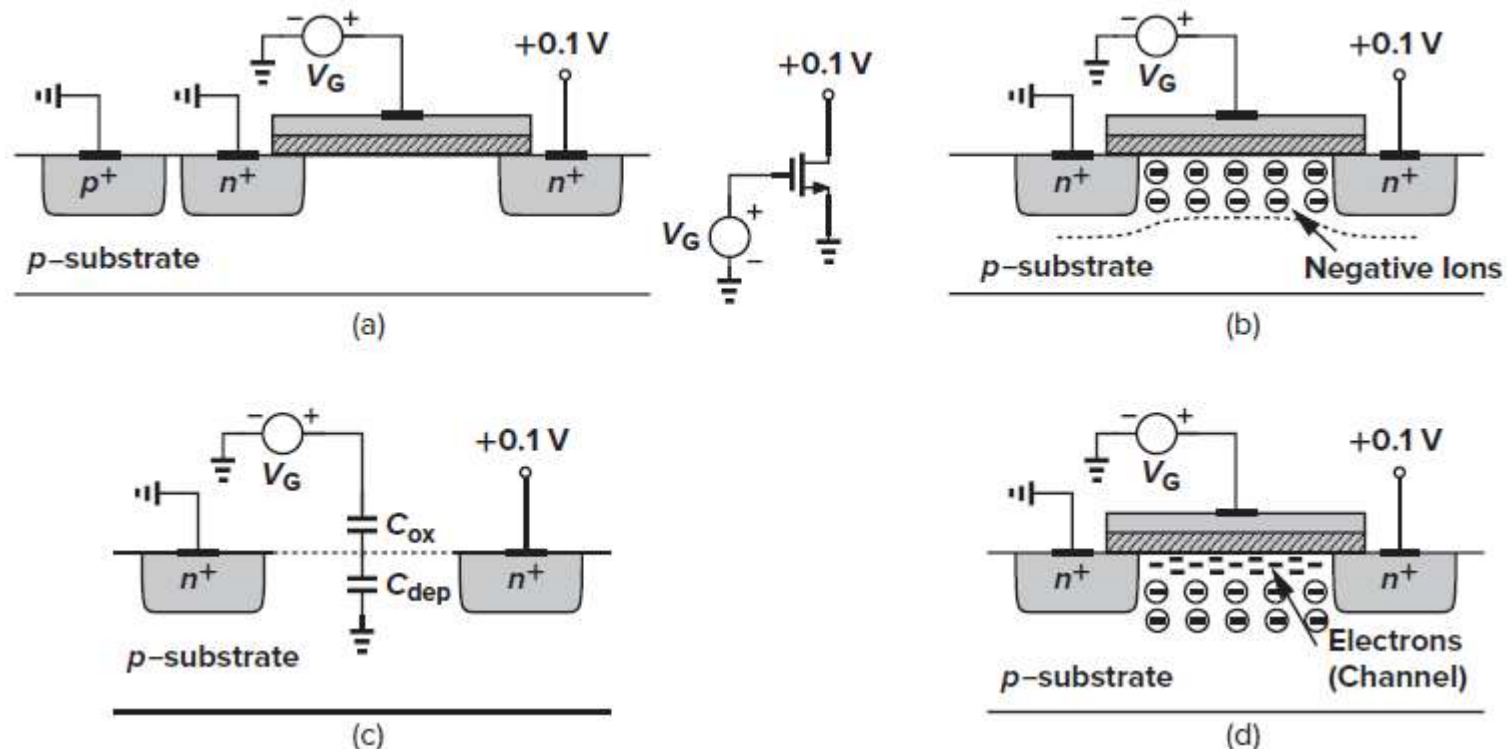 − +
V_G
+0.1 V
p+
n+
n+
p–substrate
(a)
+0.1 V
V_G
+
−
− +
V_G
+0.1 V
n+
n+
p–substrate
Negative Ions
(b)
− +
V_G
+0.1 V
C_ox
C_dep
n+
n+
p–substrate
(c)
− +
V_G
+0.1 V
n+
n+
Electrons
(Channel)
p–substrate
(d)